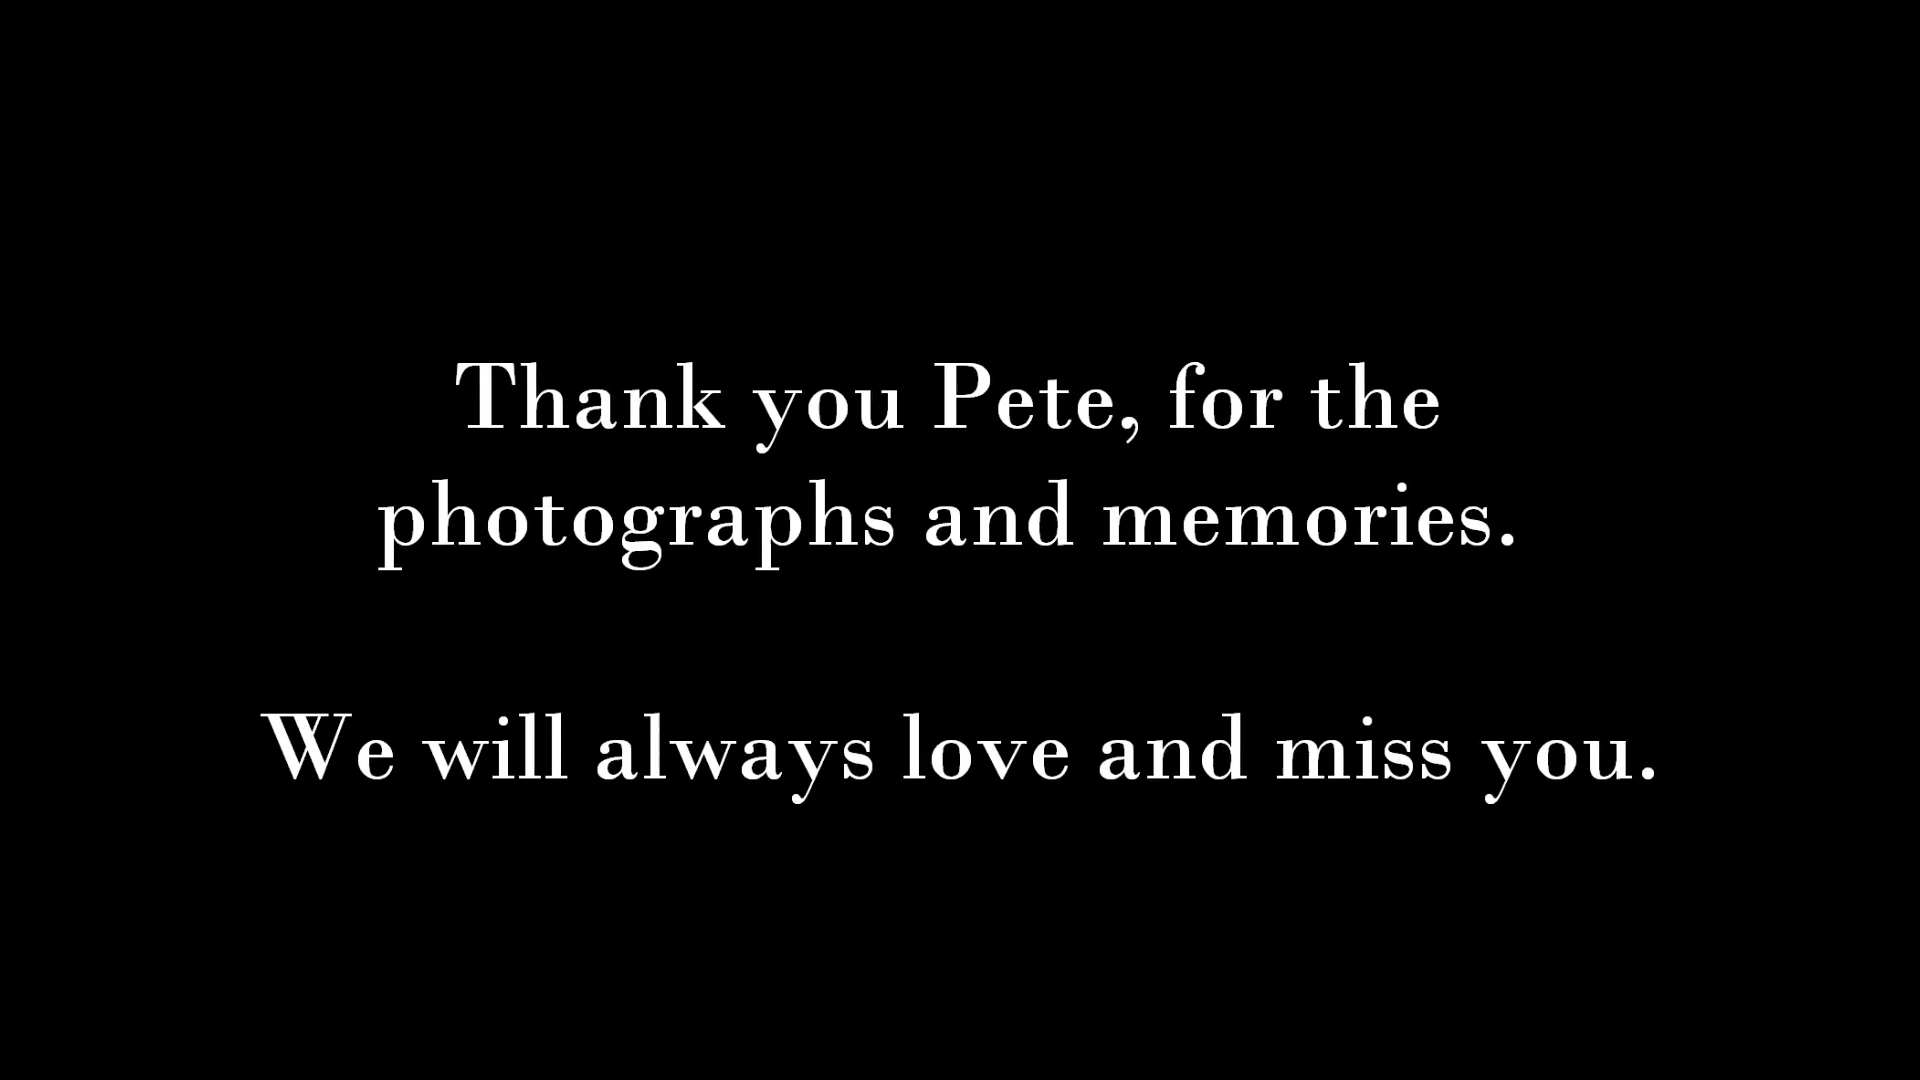 Thank you Pete, for the
photographs and memories.
We will always love and miss you.